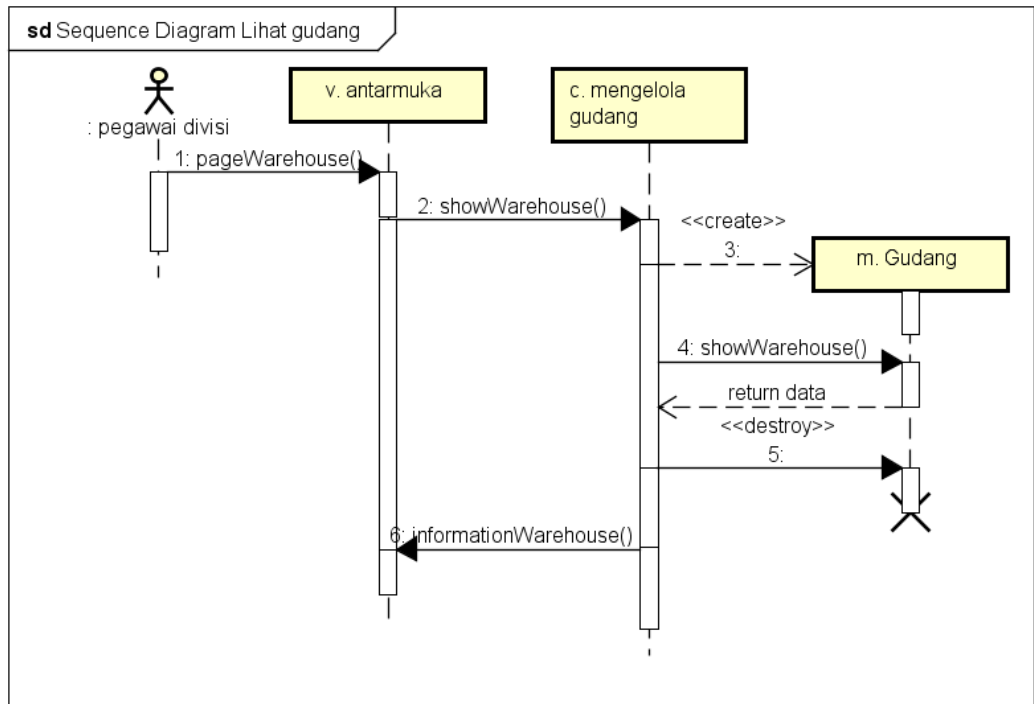 sd Sequence Diagram Lihat gudang
: pegawai divisi
v. antarmuka
c. mengelola
gudang
1: pageWarehouse()
2: showWarehouse()
<<create>>
3:
m. Gudang
4: showWarehouse()
return data
<<destroy>>
5:
6: informationWarehouse()